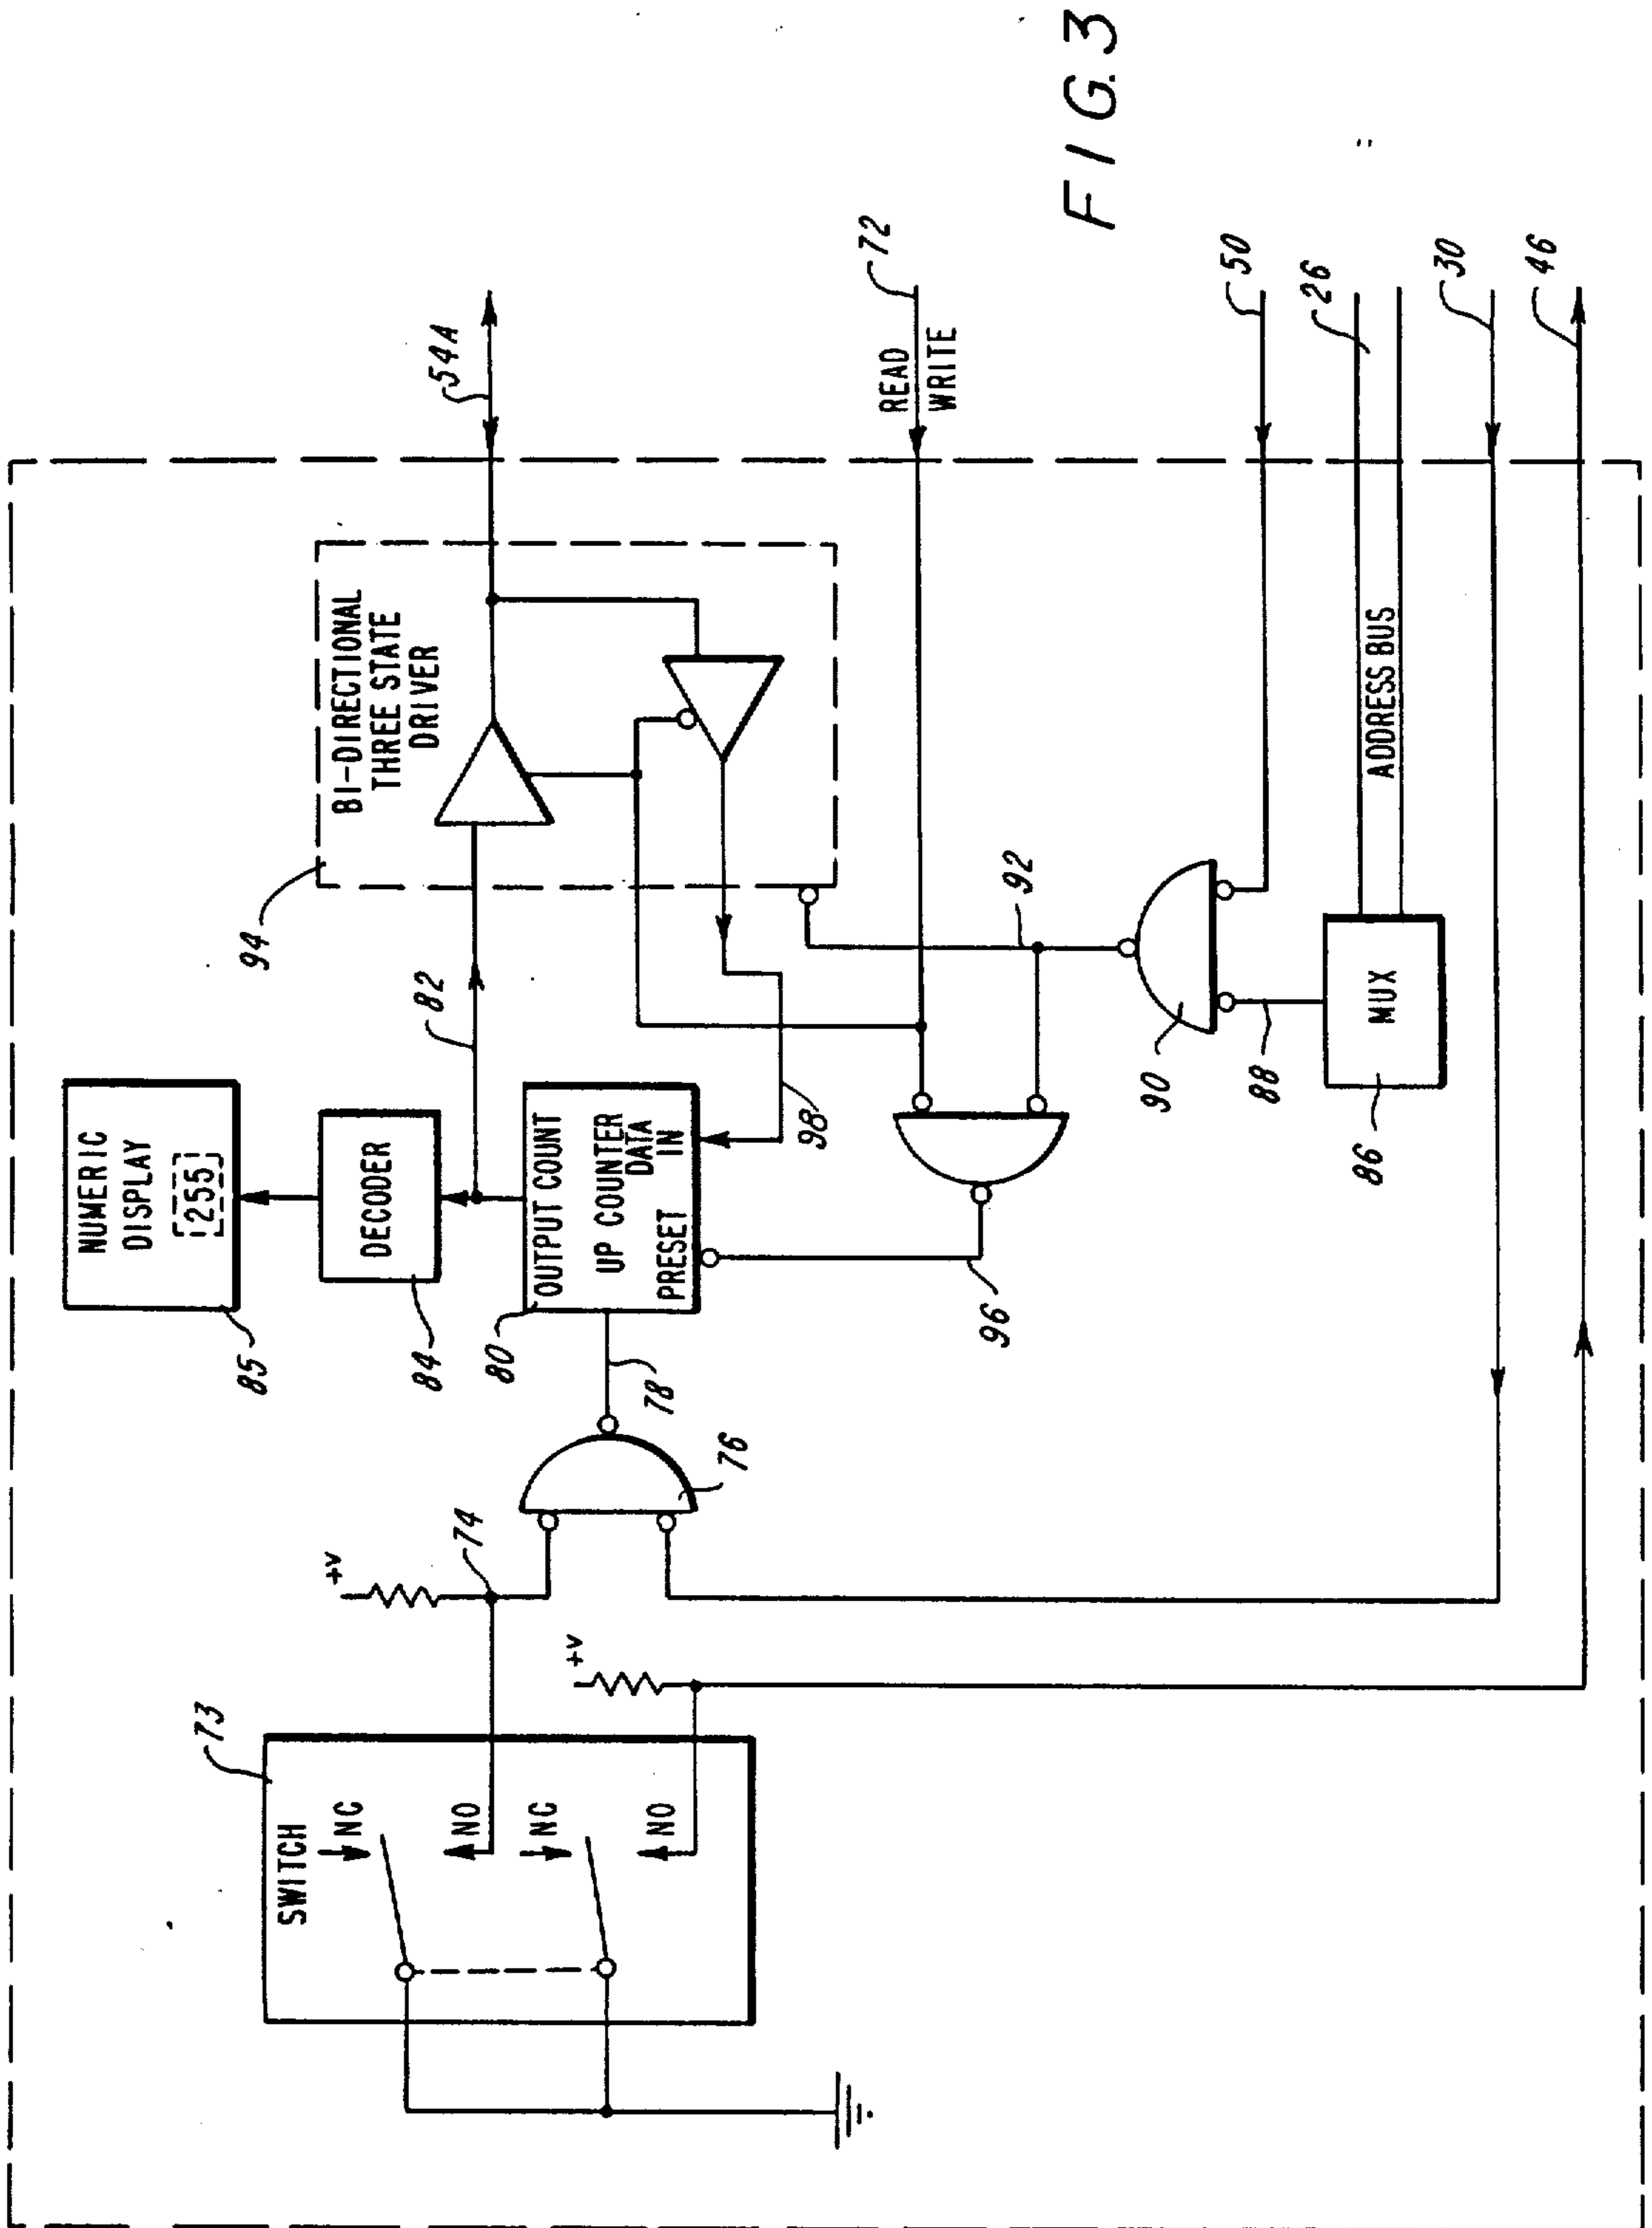 NUMERIC
DISPLAY
255
85
DECODER
84
OUTPUT COUNT
UP COUNTER
DATA
IN
PRESET
80
82
94
BI-DIRECTIONAL
THREE STATE
DRIVER
54A
98
96
78
76
74
+V
+V
73
SWITCH
NC
NO
NC
NO
READ
WRITE
72
92
90
88
MUX
86
50
26
ADDRESS BUS
30
46
FIG.3